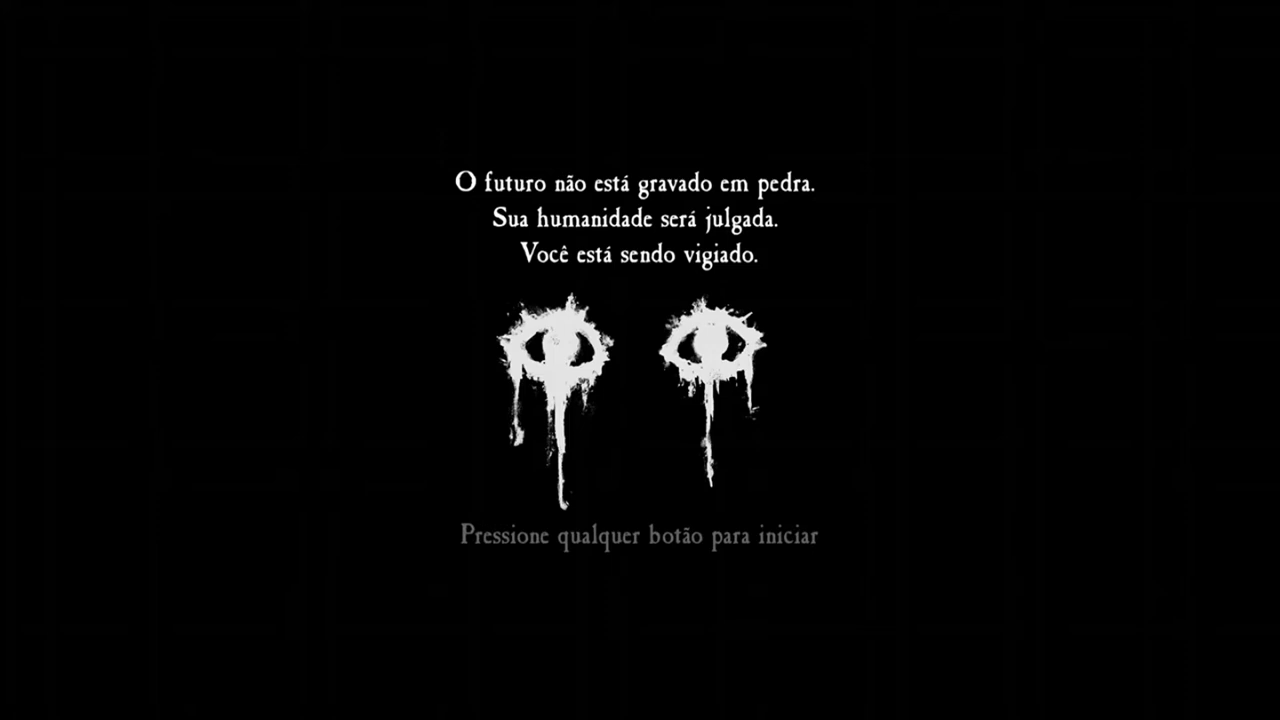 O futuro não está gravado em pedra.
Sua humanidade será julgada.
Você está sendo vigiado.
Pressione qualquer botão para iniciar